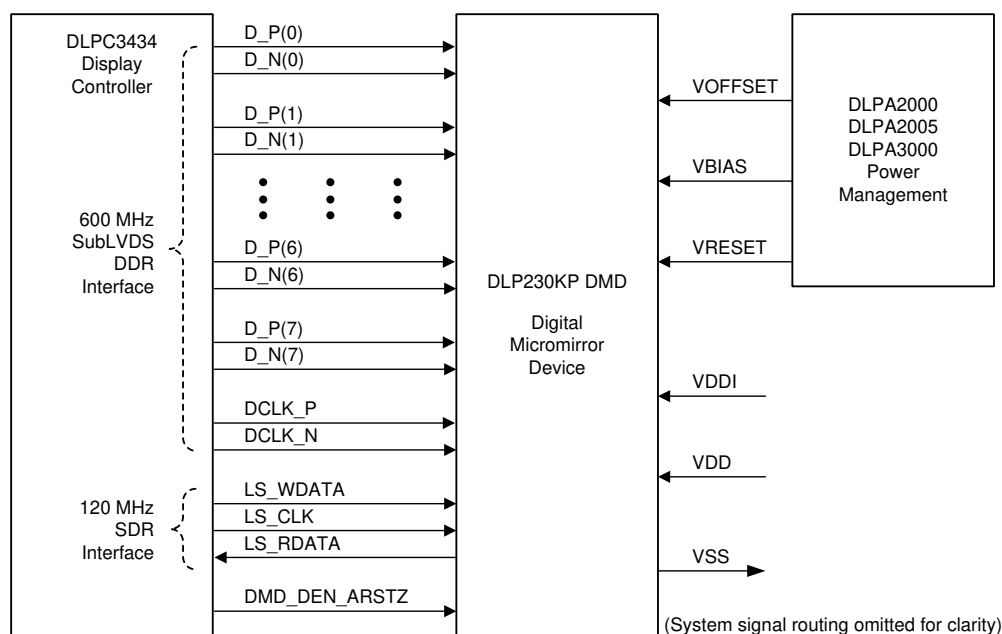 DLPC3434
Display
Controller
600 MHz
SubLVDS
DDR
Interface
120 MHz
SDR
Interface
D_P(0)
D_N(0)
D_P(1)
D_N(1)
D_P(6)
D_N(6)
D_P(7)
D_N(7)
DCLK_P
DCLK_N
LS_WDATA
LS_CLK
LS_RDATA
DMD_DEN_ARSTZ
DLP230KP DMD
Digital
Micromirror
Device
VOFFSET
VBIAS
VRESET
VDDI
VDD
VSS
DLPA2000
DLPA2005
DLPA3000
Power
Management
(System signal routing omitted for clarity)